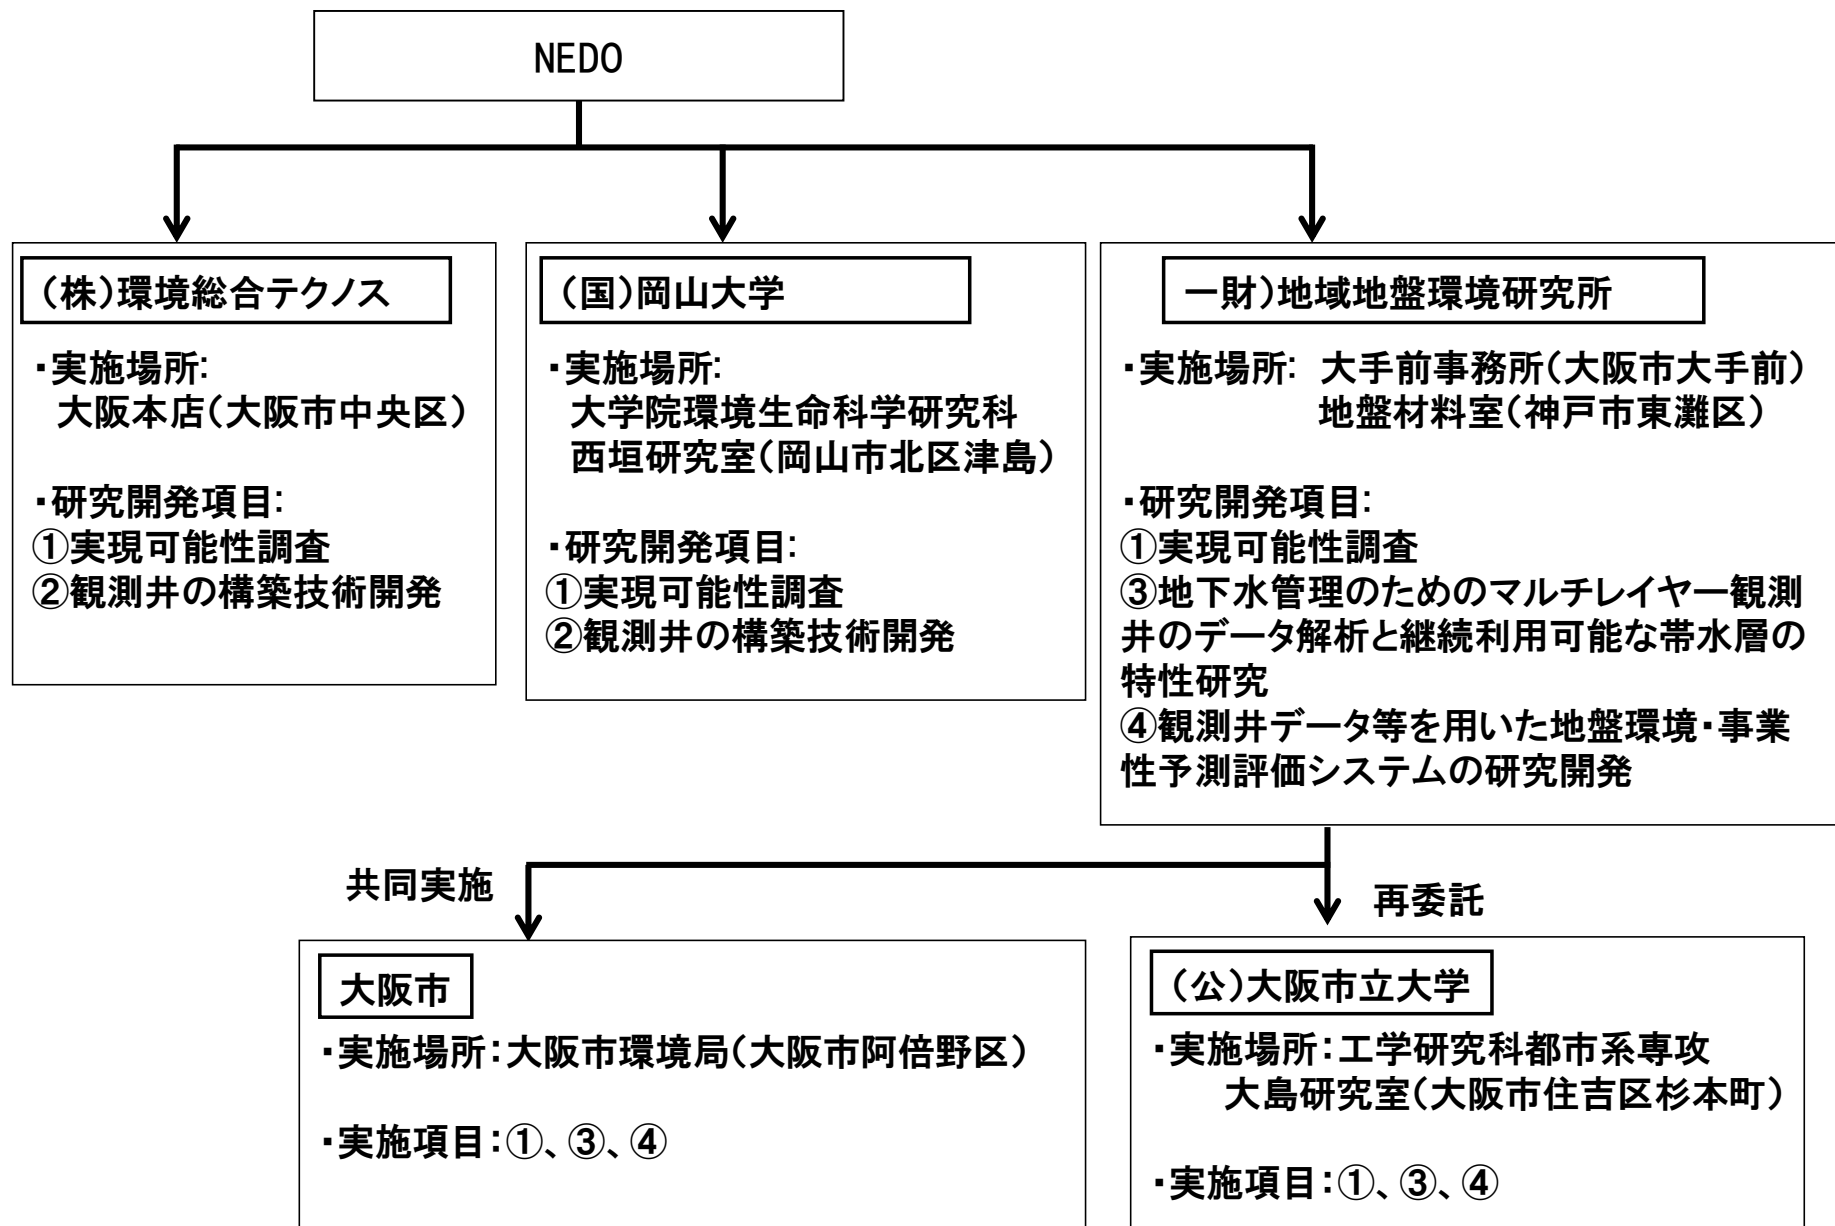 NEDO
（株）環境総合テクノス
・実施場所:
大阪本店（大阪市中央区）
・研究開発項目:
①実現可能性調査
②観測井の構築技術開発
（国）岡山大学
・実施場所:
大学院環境生命科学研究科
西垣研究室（岡山市北区津島）
・研究開発項目:
①実現可能性調査
②観測井の構築技術開発
一財）地域地盤環境研究所
・実施場所: 大手前事務所（大阪市大手前）
地盤材料室（神戸市東灘区）
・研究開発項目:
①実現可能性調査
③地下水管理のためのマルチレイヤー観測
井のデータ解析と継続利用可能な帯水層の
特性研究
④観測井データ等を用いた地盤環境・事業
性予測評価システムの研究開発
共同実施
再委託
大阪市
・実施場所：大阪市環境局（大阪市阿倍野区）
・実施項目：①、③、④
（公）大阪市立大学
・実施場所：工学研究科都市系専攻
大島研究室（大阪市住吉区杉本町）
・実施項目：①、③、④